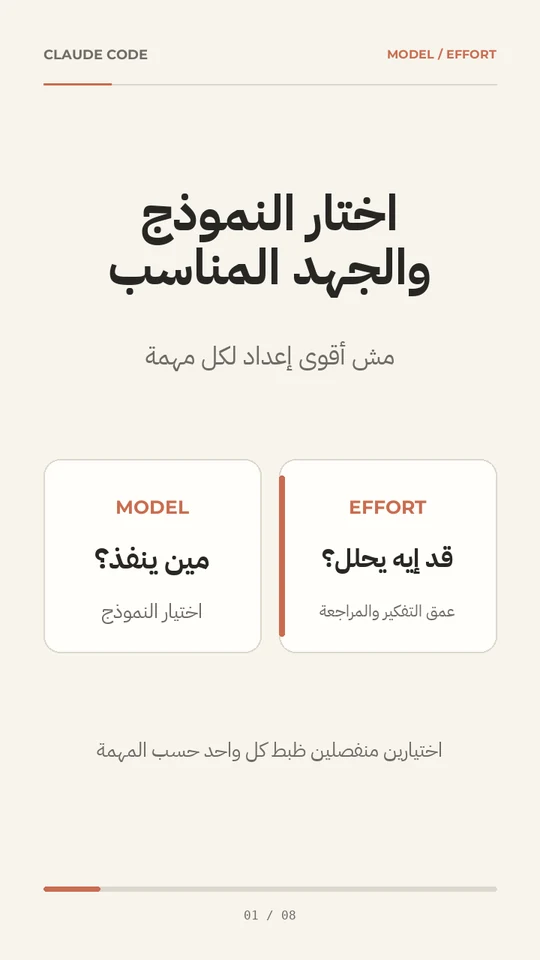 CLAUDE CODE
MODEL / EFFORT
اختار النموذج
والجهد المناسب
مش أقوى إعداد لكل مهمة
EFFORT
قد إيه يحلل؟
عمق التفكير والمراجعة
MODEL
مين ينفذ؟
اختيار النموذج
اختيارين منفصلين ظبط كل واحد حسب المهمة
01 / 08